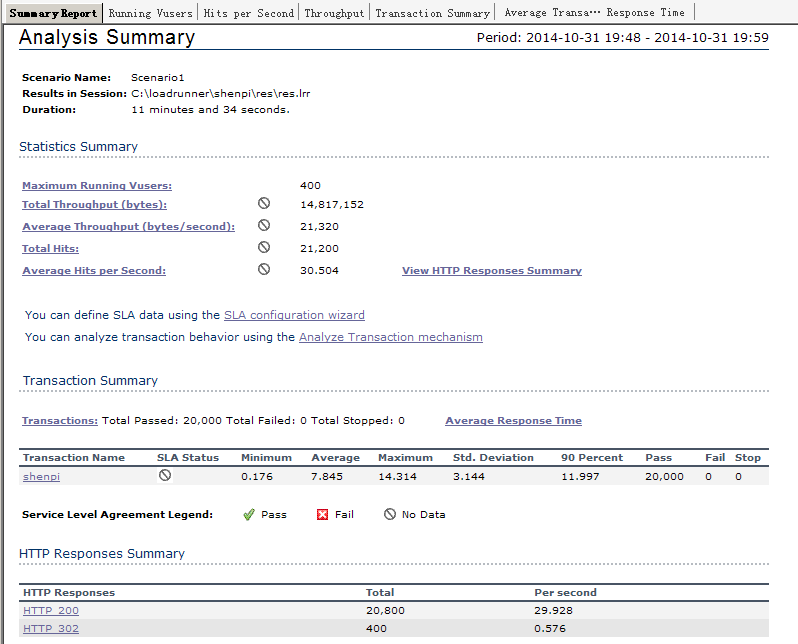 Summary Report Running Vusers Hits per Second Throughput Transaction Summary Average Transa… Response Time
Analysis Summary Period: 2014-10-31 19:48 - 2014-10-31 19:59
Scenario Name: Scenario1
Results in Session: C:\loadrunner\shenpi\res\res.lrr
Duration: 11 minutes and 34 seconds.
Statistics Summary
Maximum Running Vusers: 400
Total Throughput (bytes): 14,817,152
Average Throughput (bytes/second): 21,320
Total Hits: 21,200
Average Hits per Second: 30.504 View HTTP Responses Summary
You can define SLA data using the SLA configuration wizard
You can analyze transaction behavior using the Analyze Transaction mechanism
Transaction Summary
Transactions: Total Passed: 20,000 Total Failed: 0 Total Stopped: 0 Average Response Time
Transaction Name SLA Status Minimum Average Maximum Std. Deviation 90 Percent Pass Fail Stop
shenpi 0.176 7.845 14.314 3.144 11.997 20,000 0 0
Service Level Agreement Legend: Pass Fail No Data
HTTP Responses Summary
HTTP Responses Total Per second
HTTP_200 20,800 29.928
HTTP_302 400 0.576